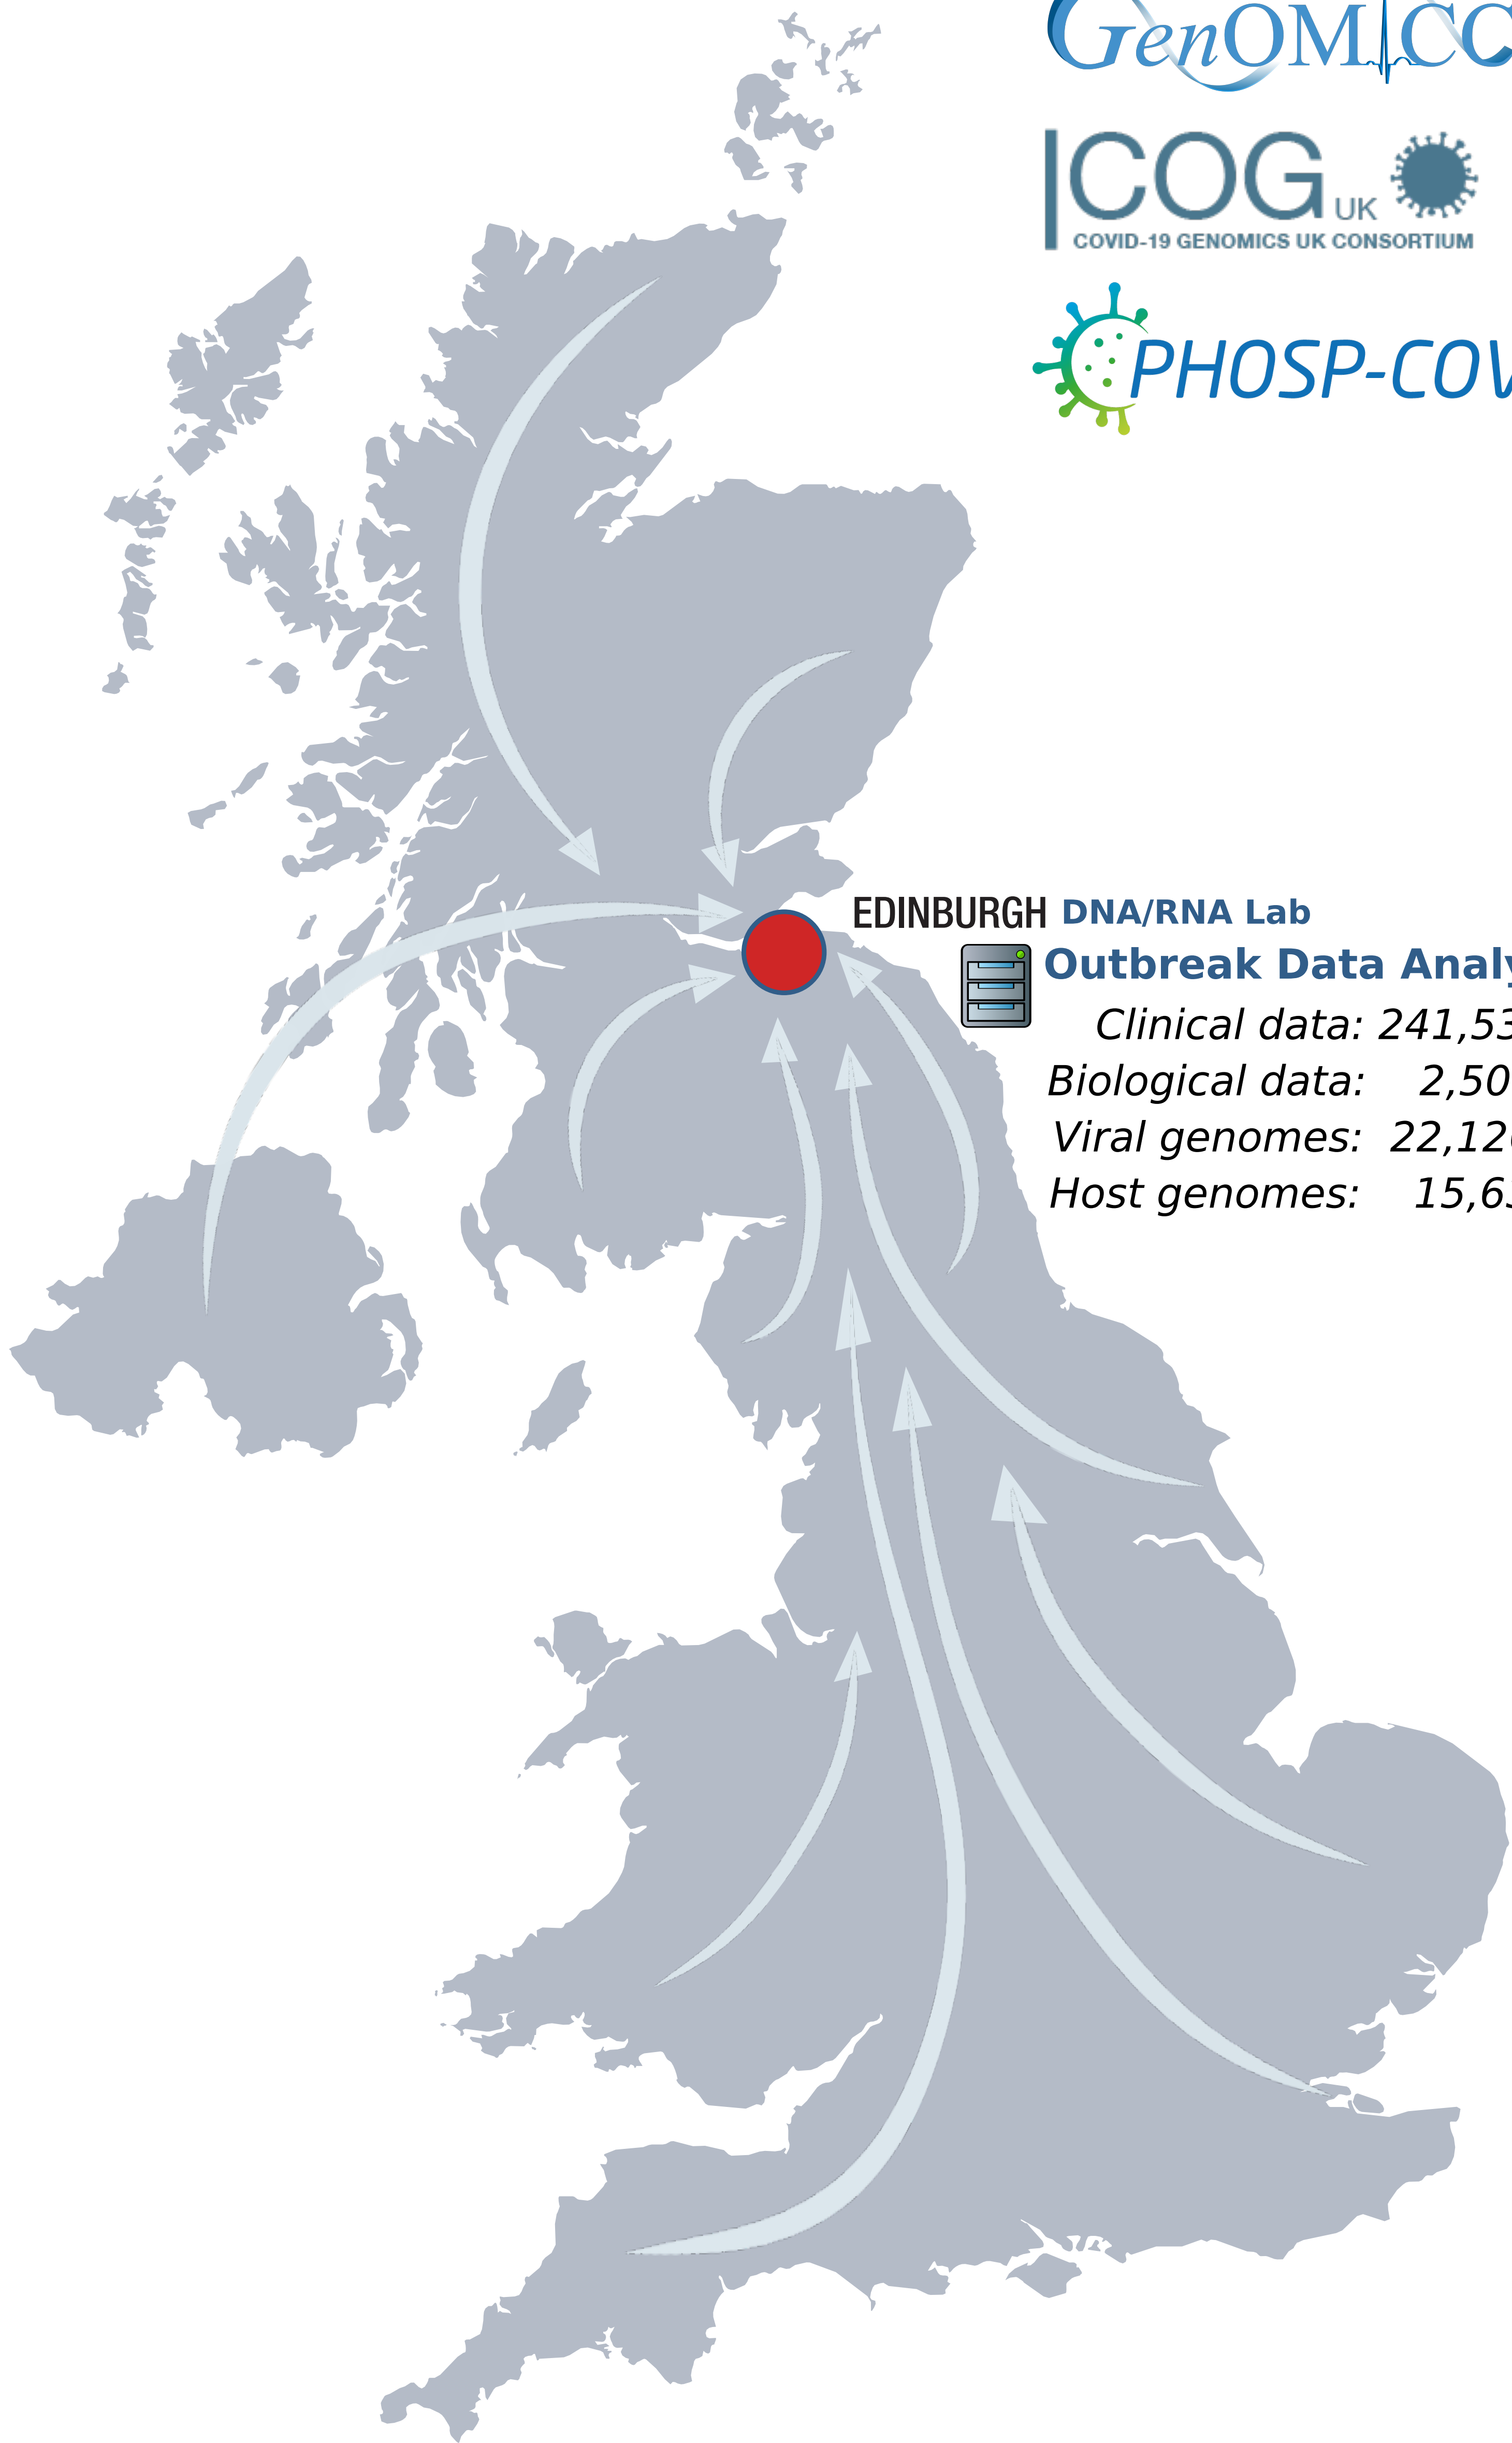 GenOMICC
COG UK
COVID-19 GENOMICS UK CONSORTIUM
PHOSP-COV
EDINBURGH DNA/RNA Lab
Outbreak Data Analy
Clinical data: 241,53
Biological data: 2,50
Viral genomes: 22,12
Host genomes: 15,6